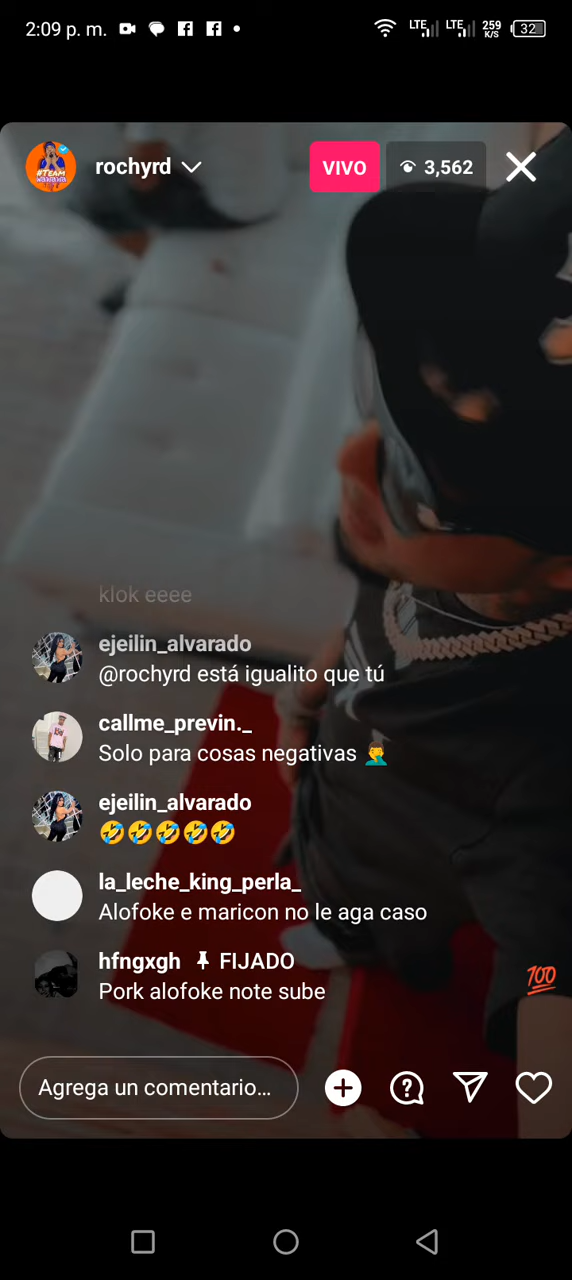 2:09 p. m.
LTE LTE 259 K/S 32
rochyrd
VIVO
3,562
klok eeee
ejeilin_alvarado
@rochyrd está igualito que tú
callme_previn._
Solo para cosas negativas 🤦‍♂️
ejeilin_alvarado
🤣🤣🤣🤣🤣
la_leche_king_perla_
Alofoke e maricon no le aga caso
hfngxgh FIJADO
Pork alofoke note sube
💯
Agrega un comentario...